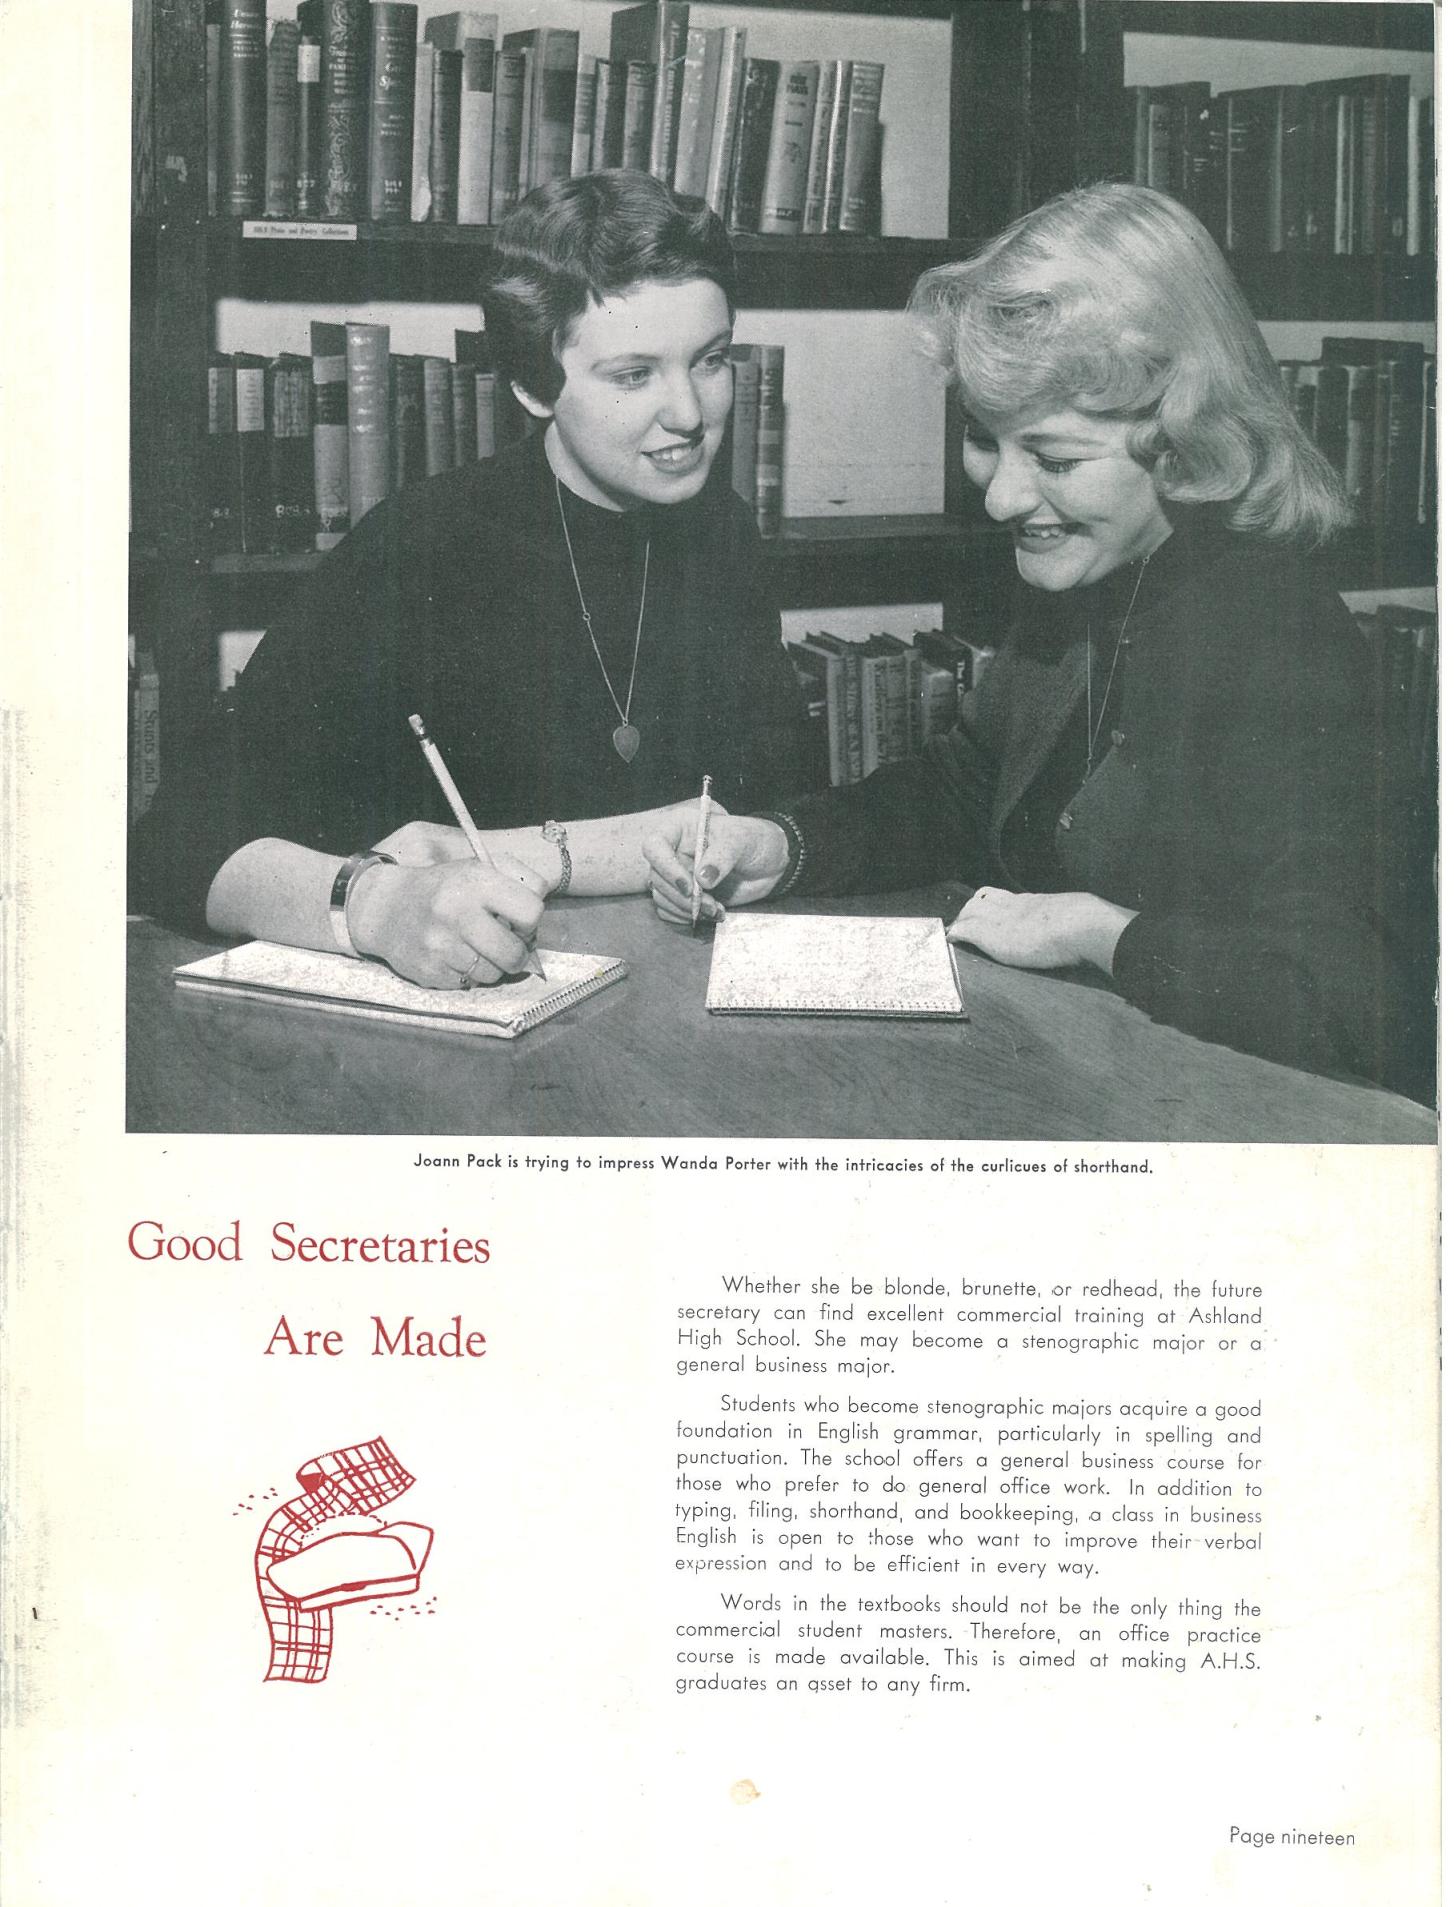 808.8 Prose and Poetry Collections
Joann Pack is trying to impress Wanda Porter with the intricacies of the curlicues of shorthand.
Good Secretaries
Are Made
Whether she be blonde, brunette, or redhead, the future
secretary can find excellent commercial training at Ashland
High School. She may become a stenographic major or a
general business major.
Students who become stenographic majors acquire a good
foundation in English grammar, particularly in spelling and
punctuation. The school offers a general business course for
those who prefer to do general office work. In addition to
typing, filing, shorthand, and bookkeeping, a class in business
English is open to those who want to improve their verbal
expression and to be efficient in every way.
Words in the textbooks should not be the only thing the
commercial student masters. Therefore, an office practice
course is made available. This is aimed at making A.H.S.
graduates an asset to any firm.
Page nineteen